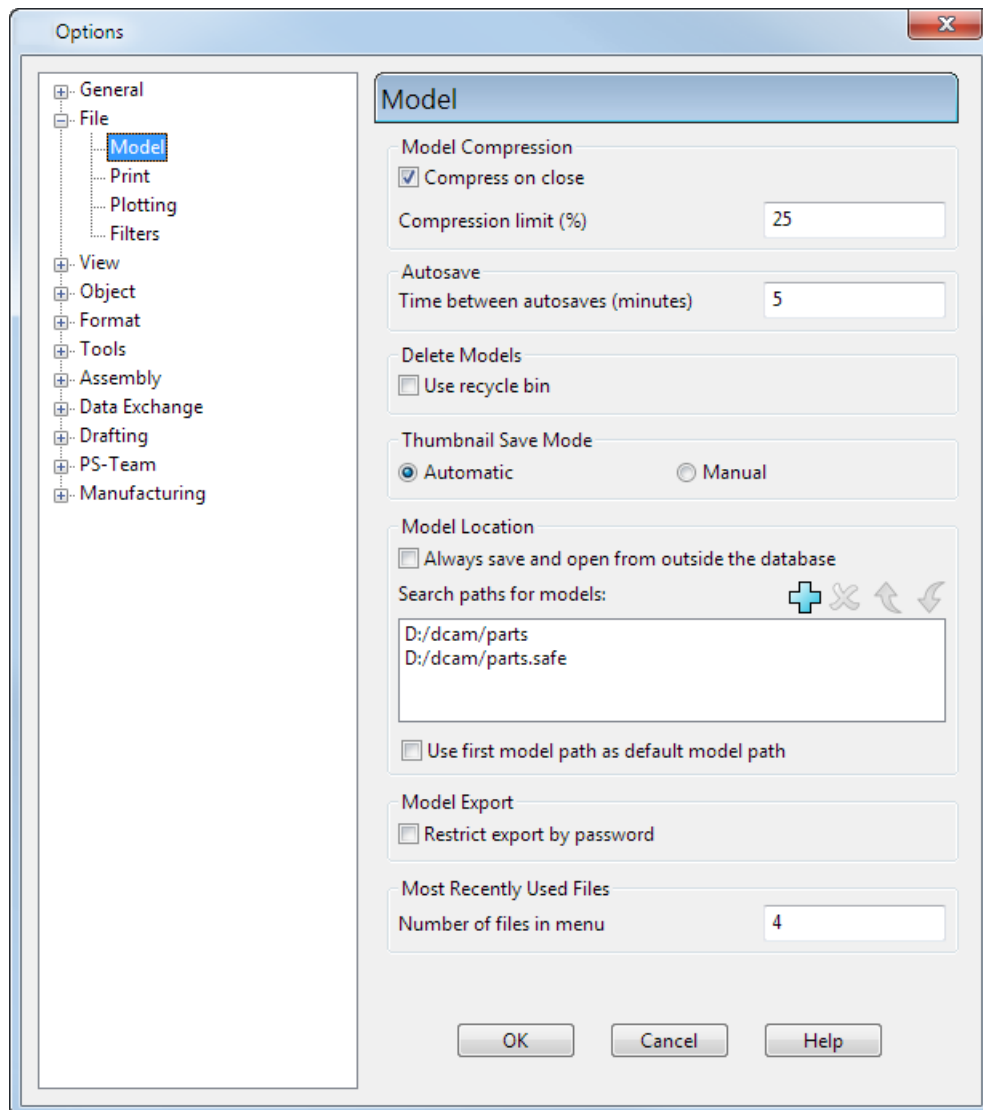 Options
General
File
Model
Print
Plotting
Filters
View
Object
Format
Tools
Assembly
Data Exchange
Drafting
PS-Team
Manufacturing
Model
Model Compression
Compress on close
Compression limit (%) 25
Autosave
Time between autosaves (minutes) 5
Delete Models
Use recycle bin
Thumbnail Save Mode
Automatic Manual
Model Location
Always save and open from outside the database
Search paths for models:
D:/dcam/parts
D:/dcam/parts.safe
Use first model path as default model path
Model Export
Restrict export by password
Most Recently Used Files
Number of files in menu 4
OK Cancel Help